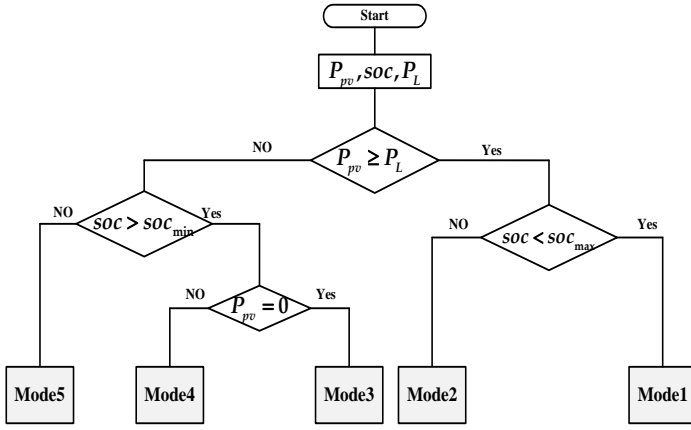 Start
P_pv, soc, P_L
NO
P_pv ≥ P_L
Yes
NO
soc > soc_min
Yes
NO
soc < soc_max
Yes
NO
P_pv = 0
Yes
Mode5
Mode4
Mode3
Mode2
Mode1